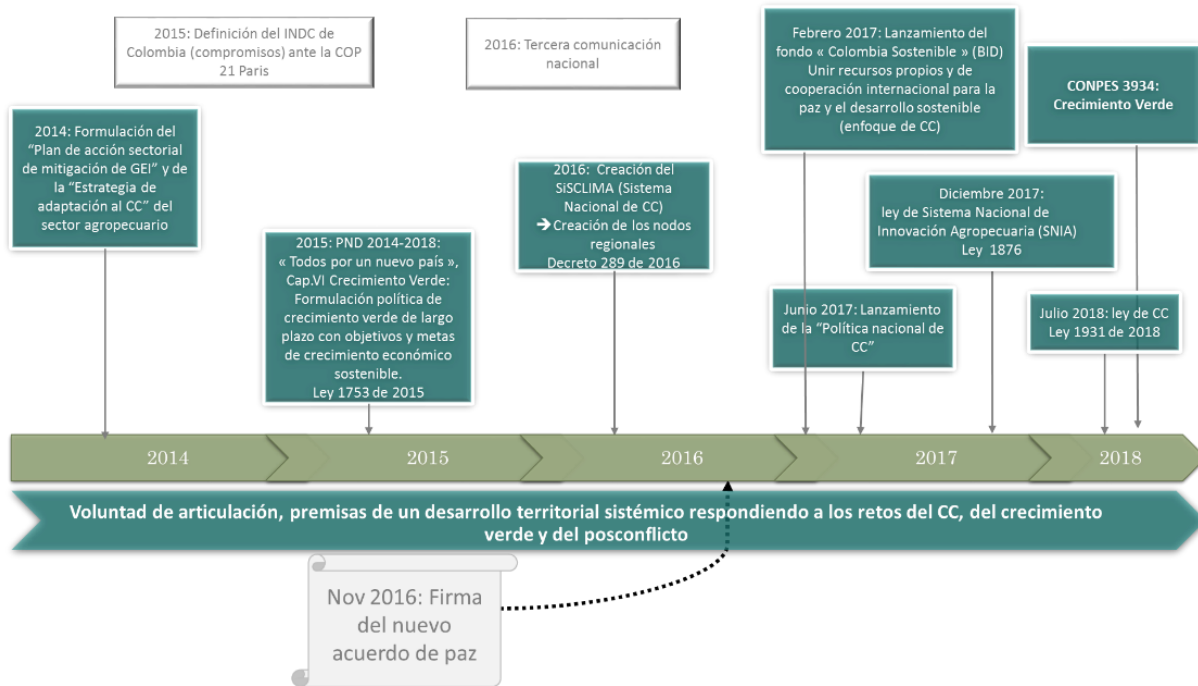 2015: Definición del INDC de
Colombia (compromisos) ante la COP
21 Paris
2016: Tercera comunicación
nacional
Febrero 2017: Lanzamiento del
fondo « Colombia Sostenible » (BID)
Unir recursos propios y de
cooperación internacional para la
paz y el desarrollo sostenible
(enfoque de CC)
CONPES 3934:
Crecimiento Verde
2014: Formulación del
“Plan de acción sectorial
de mitigación de GEI” y de
la “Estrategia de
adaptación al CC” del
sector agropecuario
2015: PND 2014-2018:
« Todos por un nuevo país »,
Cap.VI Crecimiento Verde:
Formulación política de
crecimiento verde de largo
plazo con objetivos y metas
de crecimiento económico
sostenible.
Ley 1753 de 2015
2016: Creación del
SiSCLIMA (Sistema
Nacional de CC)
➔ Creación de los nodos
regionales
Decreto 289 de 2016
Diciembre 2017:
ley de Sistema Nacional de
Innovación Agropecuaria (SNIA)
Ley 1876
Junio 2017: Lanzamiento
de la “Política nacional de
CC”
Julio 2018: ley de CC
Ley 1931 de 2018
2014
2015
2016
2017
2018
Voluntad de articulación, premisas de un desarrollo territorial sistémico respondiendo a los retos del CC, del crecimiento
verde y del posconflicto
Nov 2016: Firma
del nuevo
acuerdo de paz